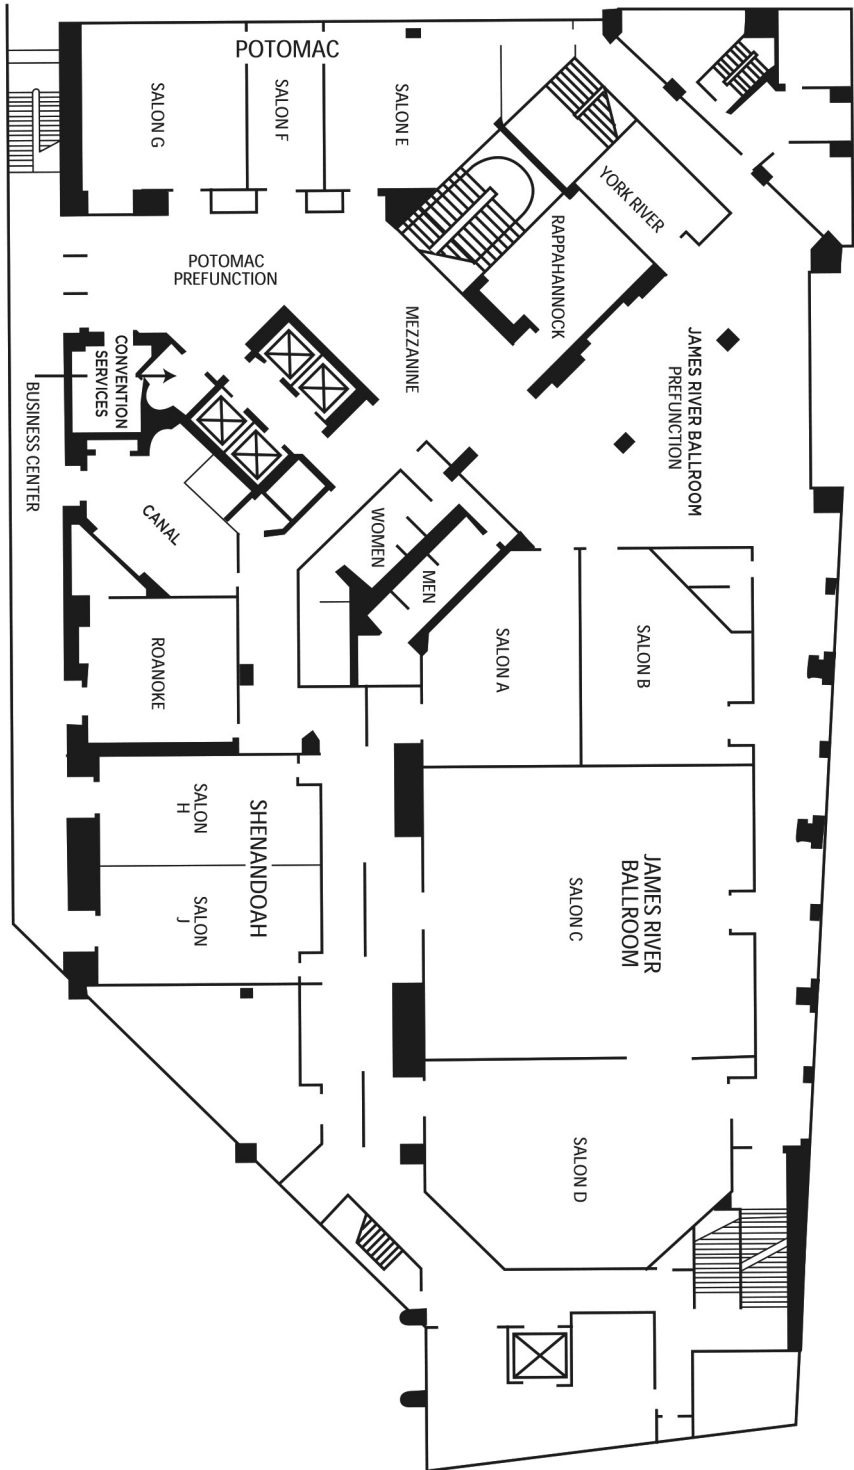 POTOMAC
SALON G
SALON F
SALON E
YORK RIVER
RAPPAHANNOCK
POTOMAC
PREFUNCTION
MEZZANINE
JAMES RIVER BALLROOM
PREFUNCTION
CONVENTION
SERVICES
BUSINESS CENTER
CANAL
WOMEN
MEN
ROANOKE
SALON A
SALON B
SHENANDOAH
SALON
H
SALON
J
JAMES RIVER
BALLROOM
SALON C
SALON D